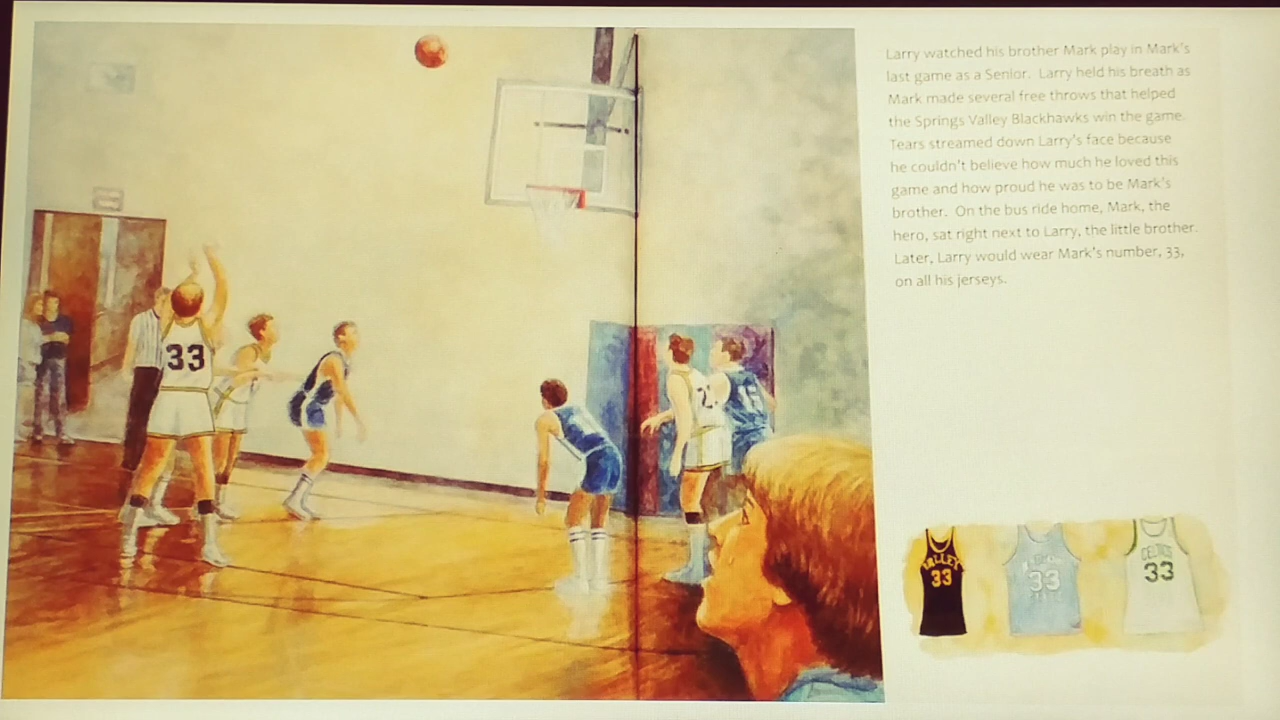 Larry watched his brother Mark play in Mark's
last game as a Senior. Larry held his breath as
Mark made several free throws that helped
the Springs Valley Blackhawks win the game.
Tears streamed down Larry's face because
he couldn't believe how much he loved this
game and how proud he was to be Mark's
brother. On the bus ride home, Mark, the
hero, sat right next to Larry, the little brother.
Later, Larry would wear Mark's number, 33,
on all his jerseys.
33
VALLEY
33
33
CELTICS
33